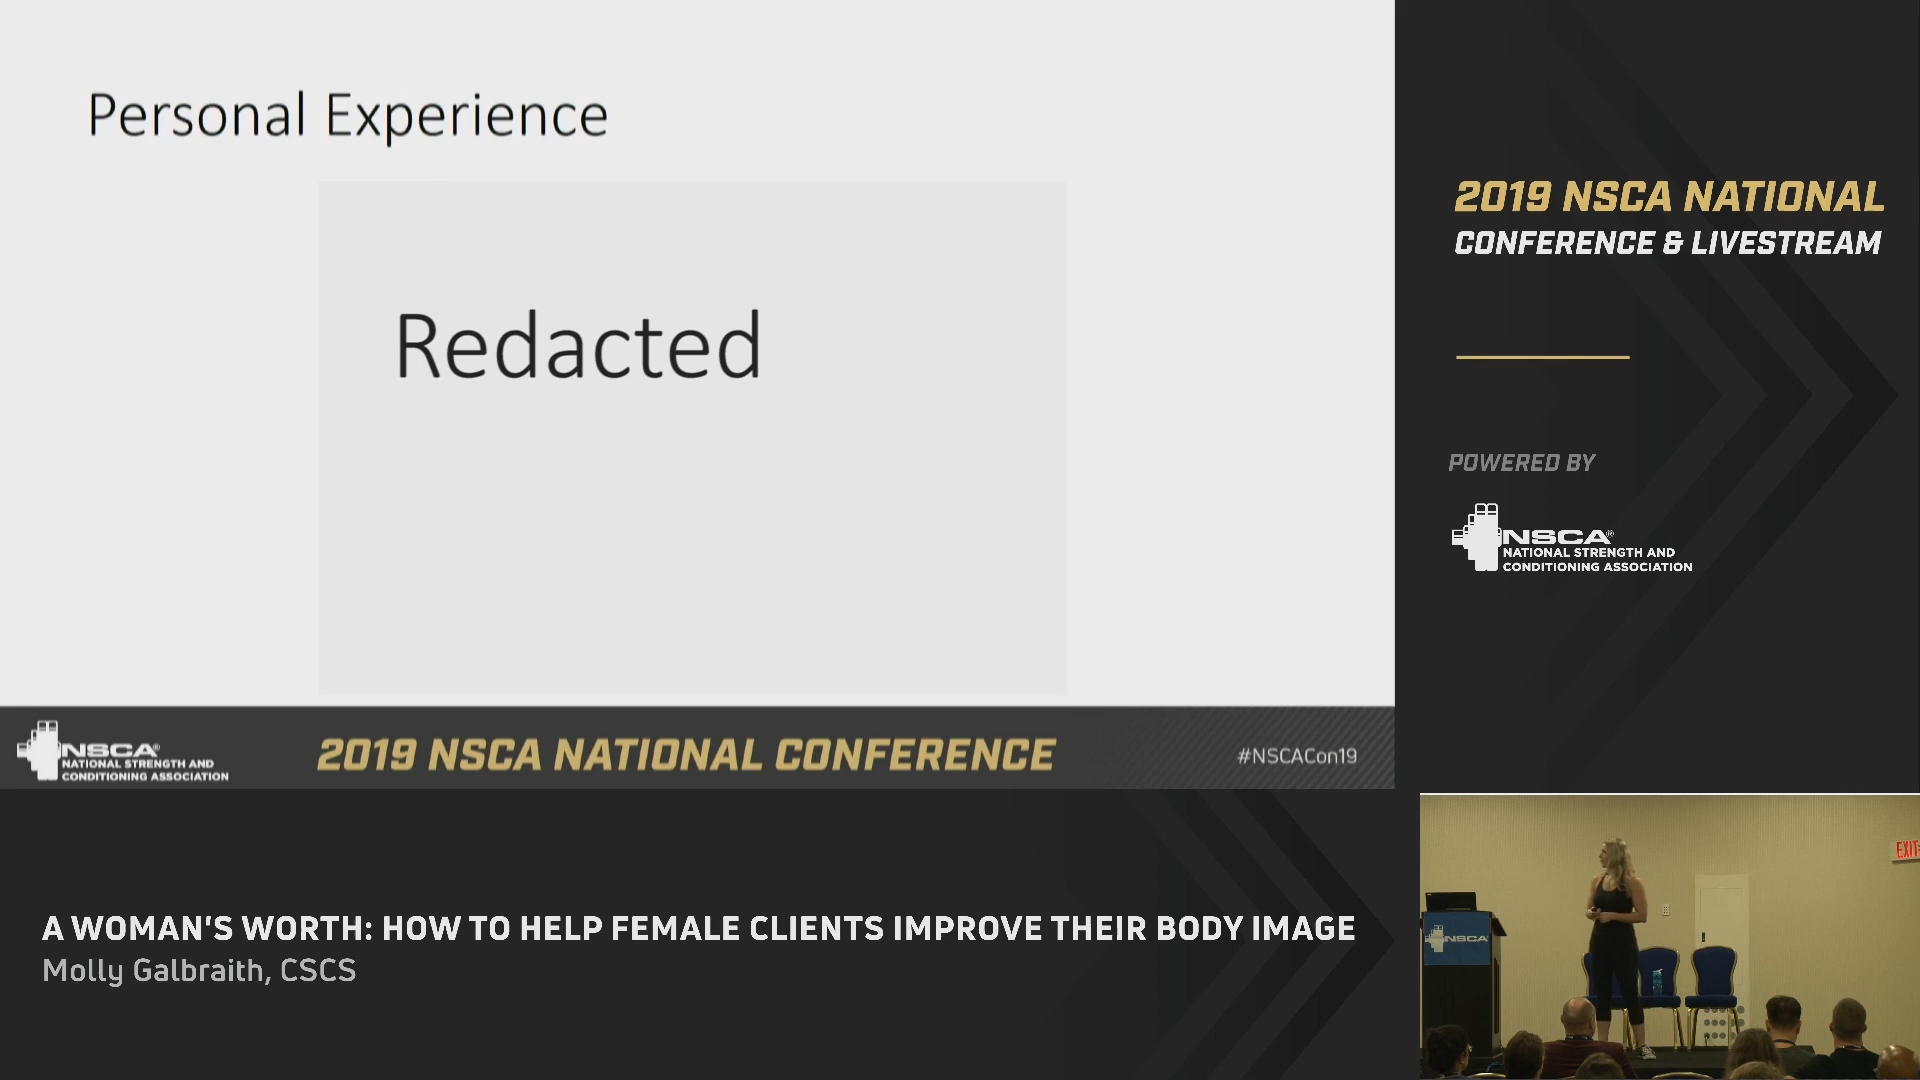 Personal Experience
Redacted
NSCA®
NATIONAL STRENGTH AND
CONDITIONING ASSOCIATION
2019 NSCA NATIONAL CONFERENCE
#NSCACon19
2019 NSCA NATIONAL
CONFERENCE & LIVESTREAM
POWERED BY
NSCA®
NATIONAL STRENGTH AND
CONDITIONING ASSOCIATION
A WOMAN'S WORTH: HOW TO HELP FEMALE CLIENTS IMPROVE THEIR BODY IMAGE
Molly Galbraith, CSCS
EXIT
NSCA